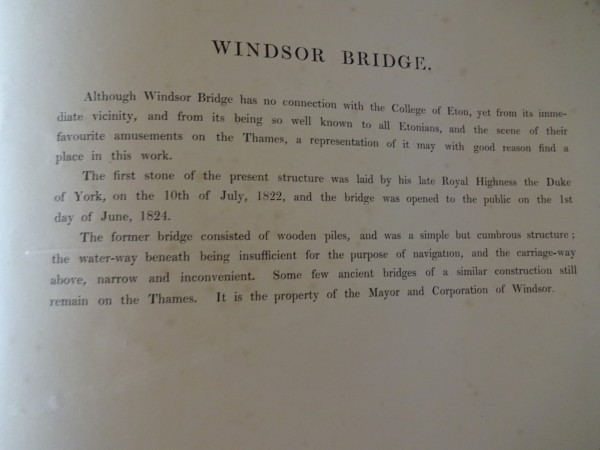 WINDSOR BRIDGE.
Although Windsor Bridge has no connection with the College of Eton, yet from its imme-
diate vicinity, and from its being so well known to all Etonians, and the scene of their
favourite amusements on the Thames, a representation of it may with good reason find a
place in this work.
The first stone of the present structure was laid by his late Royal Highness the Duke
of York, on the 10th of July, 1822, and the bridge was opened to the public on the 1st
day of June, 1824.
The former bridge consisted of wooden piles, and was a simple but cumbrous structure;
the water-way beneath being insufficient for the purpose of navigation, and the carriage-way
above, narrow and inconvenient. Some few ancient bridges of a similar construction still
remain on the Thames. It is the property of the Mayor and Corporation of Windsor.